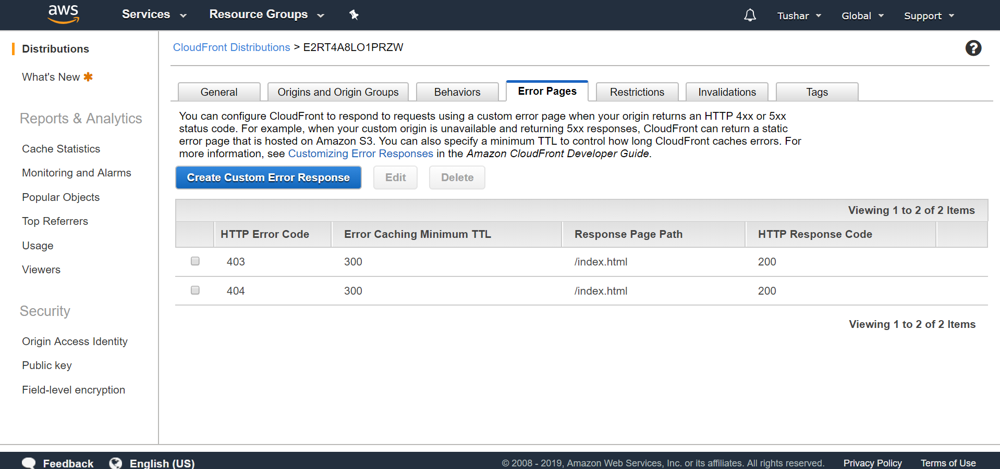 aws Services Resource Groups Tushar Global Support
Distributions
What's New
Reports & Analytics
Cache Statistics
Monitoring and Alarms
Popular Objects
Top Referrers
Usage
Viewers
Security
Origin Access Identity
Public key
Field-level encryption
CloudFront Distributions > E2RT4A8LO1PRZW
?
General Origins and Origin Groups Behaviors Error Pages Restrictions Invalidations Tags
You can configure CloudFront to respond to requests using a custom error page when your origin returns an HTTP 4xx or 5xx
status code. For example, when your custom origin is unavailable and returning 5xx responses, CloudFront can return a static
error page that is hosted on Amazon S3. You can also specify a minimum TTL to control how long CloudFront caches errors. For
more information, see Customizing Error Responses in the Amazon CloudFront Developer Guide.
Create Custom Error Response Edit Delete
Viewing 1 to 2 of 2 Items
HTTP Error Code Error Caching Minimum TTL Response Page Path HTTP Response Code
403 300 /index.html 200
404 300 /index.html 200
Viewing 1 to 2 of 2 Items
Feedback English (US) © 2008 - 2019, Amazon Web Services, Inc. or its affiliates. All rights reserved. Privacy Policy Terms of Use